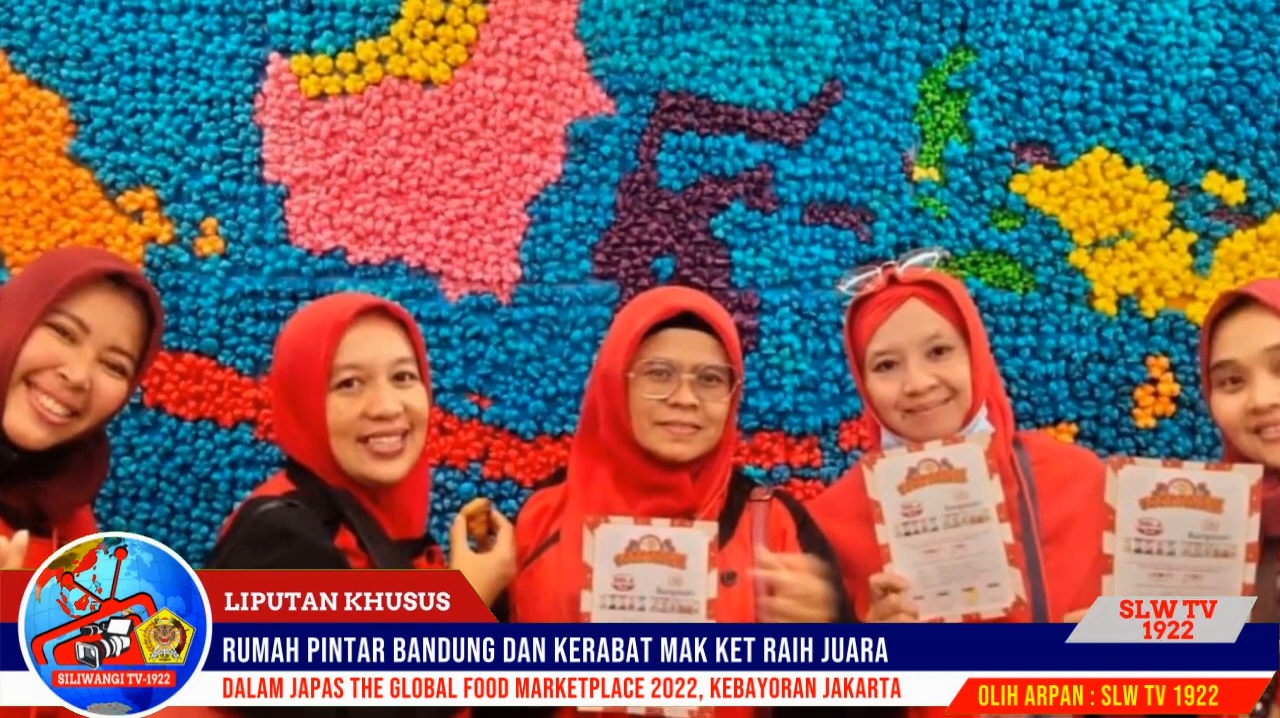 LIPUTAN KHUSUS
SLW TV
1922
RUMAH PINTAR BANDUNG DAN KERABAT MAK KET RAIH JUARA
SILIWANGI TV-1922
DALAM JAPAS THE GLOBAL FOOD MARKETPLACE 2022, KEBAYORAN JAKARTA
OLIH ARPAN : SLW TV 1922